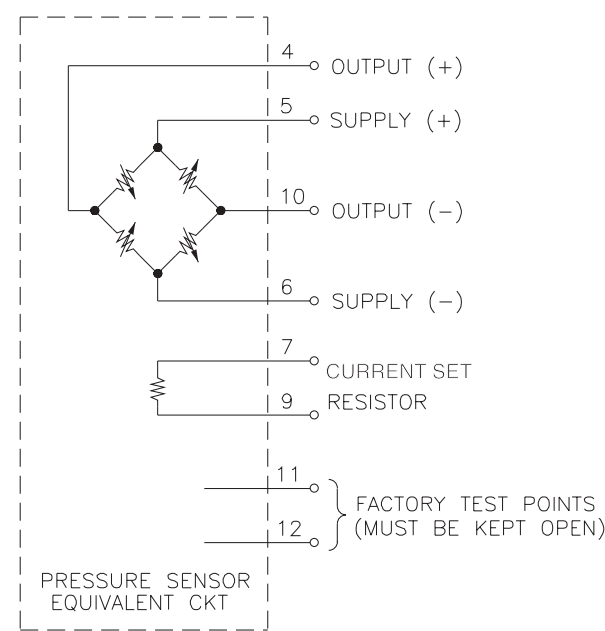 4
OUTPUT (+)
5
SUPPLY (+)
10
OUTPUT (−)
6
SUPPLY (−)
7
CURRENT SET
9
RESISTOR
11
FACTORY TEST POINTS
(MUST BE KEPT OPEN)
12
PRESSURE SENSOR
EQUIVALENT CKT